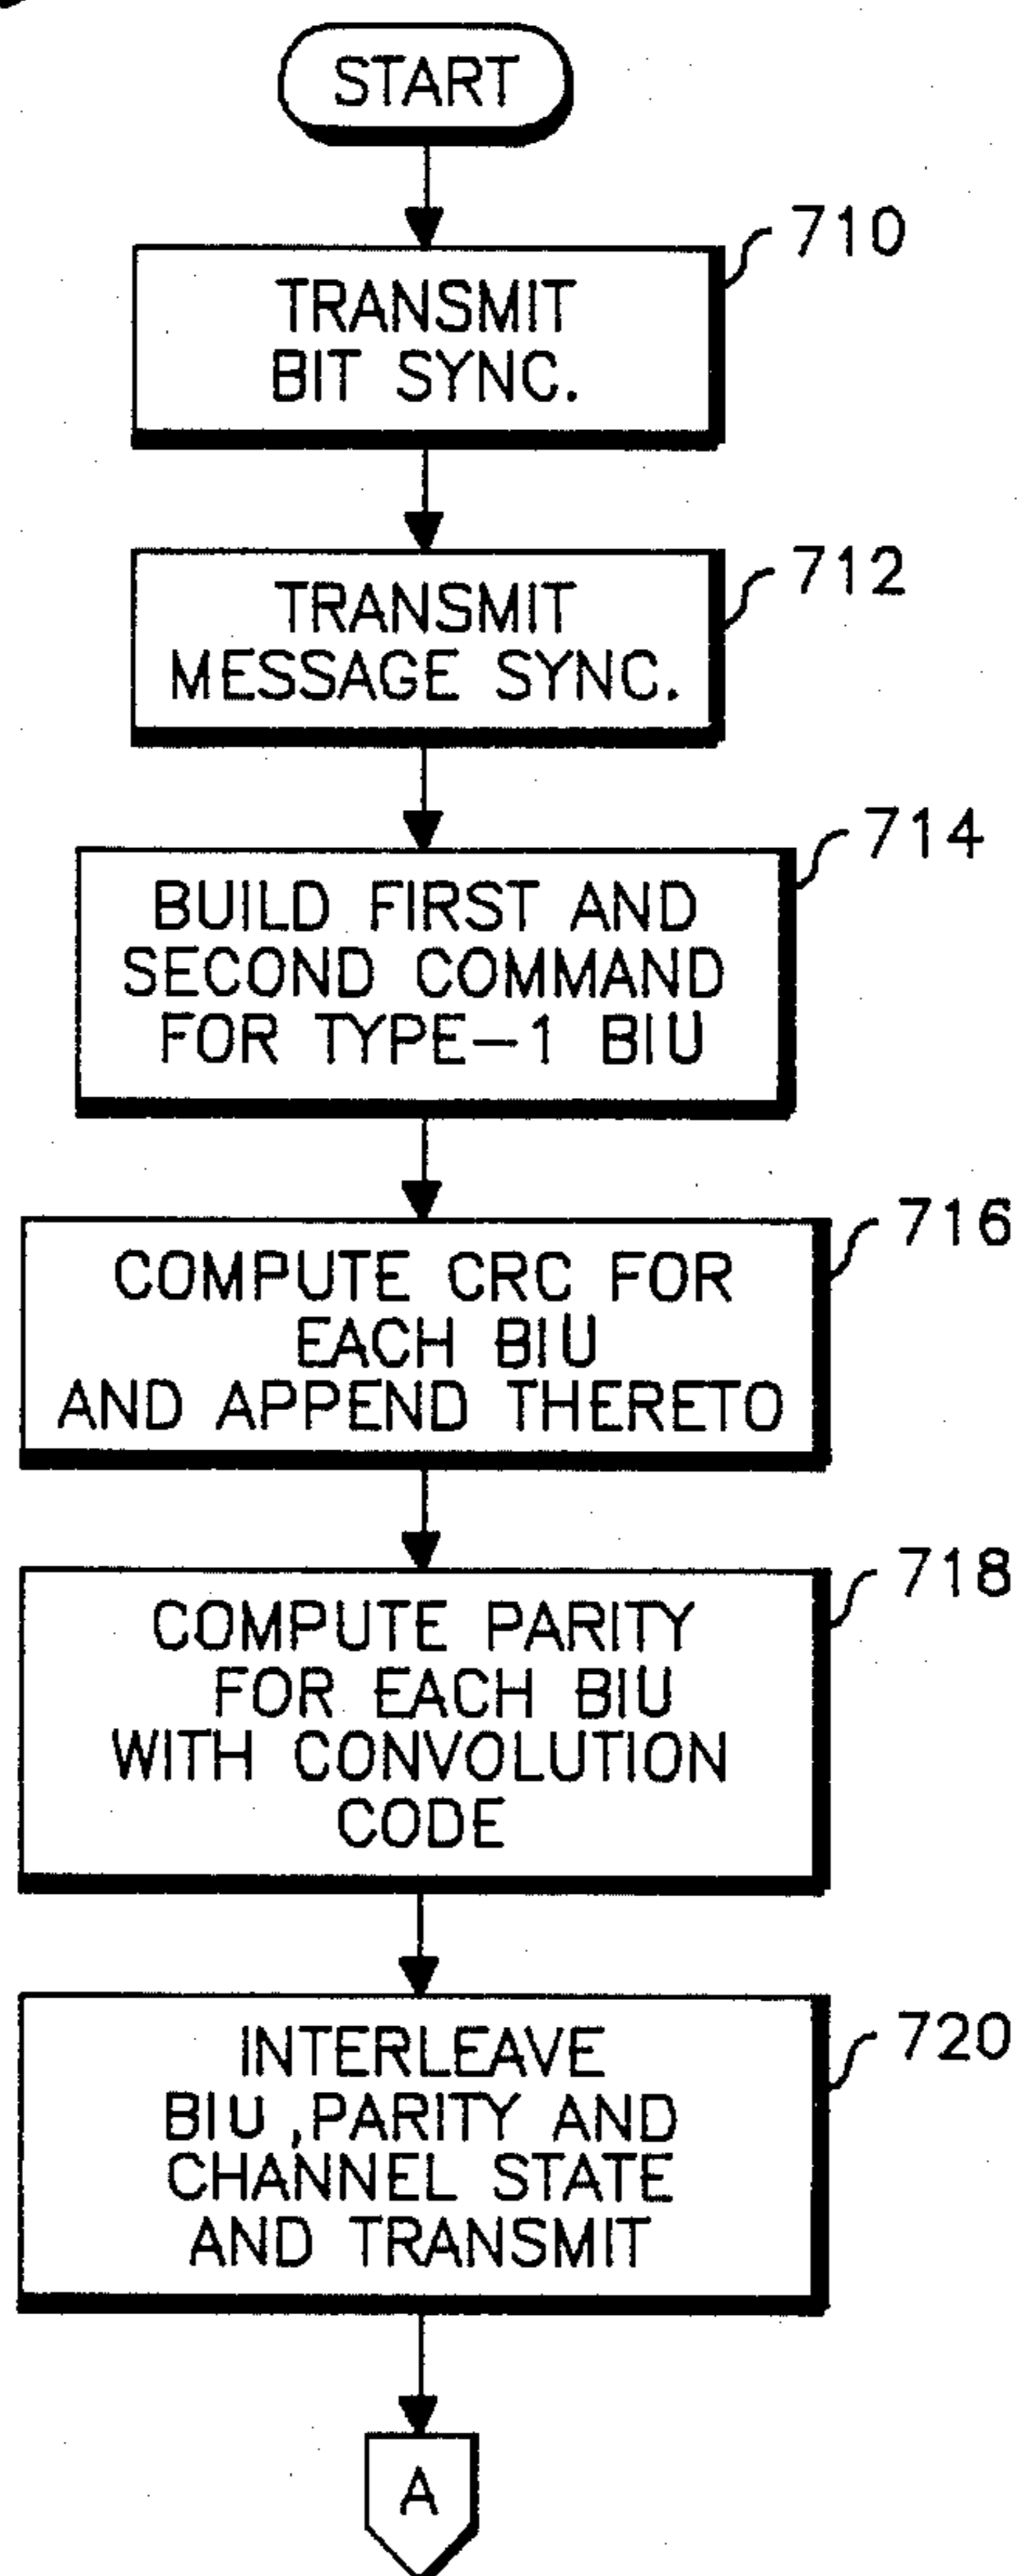 START
710
TRANSMIT
BIT SYNC.
712
TRANSMIT
MESSAGE SYNC.
714
BUILD FIRST AND
SECOND COMMAND
FOR TYPE-1 BIU
716
COMPUTE CRC FOR
EACH BIU
AND APPEND THERETO
718
COMPUTE PARITY
FOR EACH BIU
WITH CONVOLUTION
CODE
720
INTERLEAVE
BIU,PARITY AND
CHANNEL STATE
AND TRANSMIT
A